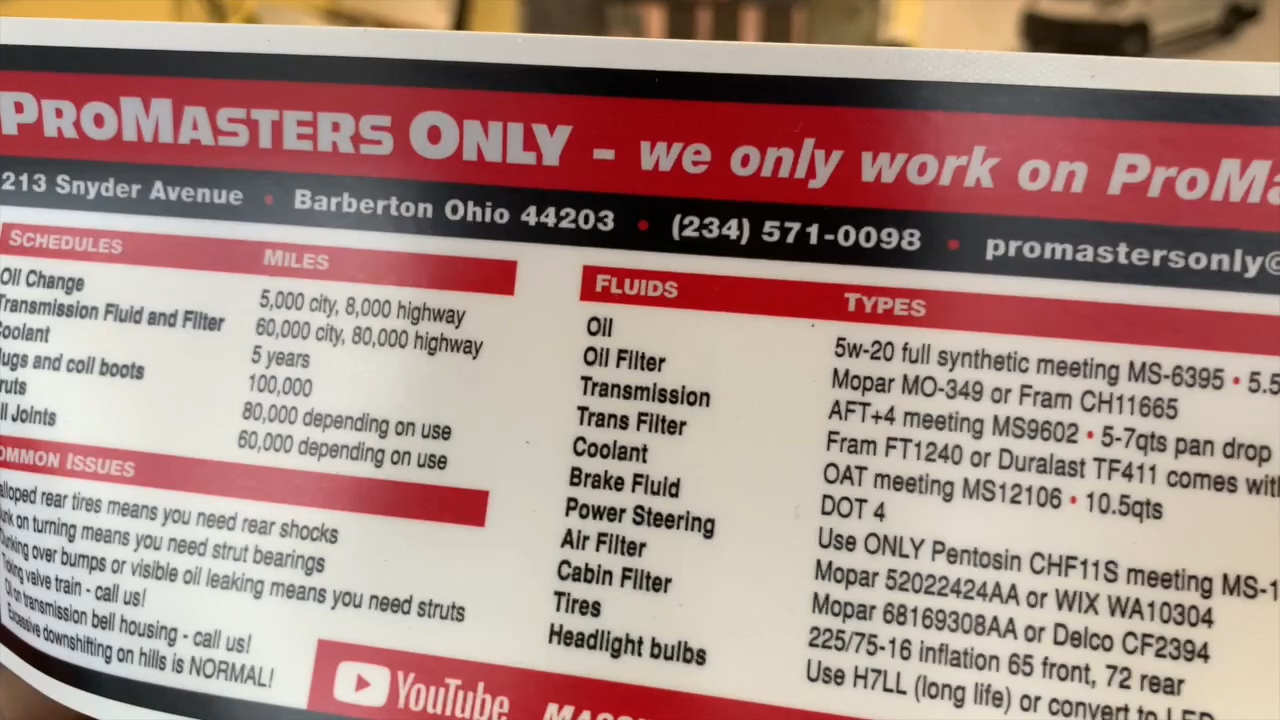 PROMASTERS ONLY - we only work on ProMa
213 Snyder Avenue • Barberton Ohio 44203 • (234) 571-0098 • promastersonly@
SCHEDULES MILES
Oil Change 5,000 city, 8,000 highway
Transmission Fluid and Filter 60,000 city, 80,000 highway
Coolant 5 years
lugs and coil boots 100,000
ruts 80,000 depending on use
ll Joints 60,000 depending on use
OMMON ISSUES
alloped rear tires means you need rear shocks
unk on turning means you need strut bearings
over bumps or visible oil leaking means you need struts
Ticking valve train - call us!
Oil on transmission bell housing - call us!
Excessive downshifting on hills is NORMAL!
FLUIDS TYPES
Oil 5w-20 full synthetic meeting MS-6395 • 5.5
Oil Filter Mopar MO-349 or Fram CH11665
Transmission AFT+4 meeting MS9602 • 5-7qts pan drop
Trans Filter Fram FT1240 or Duralast TF411 comes with
Coolant OAT meeting MS12106 • 10.5qts
Brake Fluid DOT 4
Power Steering Use ONLY Pentosin CHF11S meeting MS-1
Air Filter Mopar 52022424AA or WIX WA10304
Cabin Filter Mopar 68169308AA or Delco CF2394
Tires 225/75-16 inflation 65 front, 72 rear
Headlight bulbs Use H7LL (long life) or convert to LED
YouTube